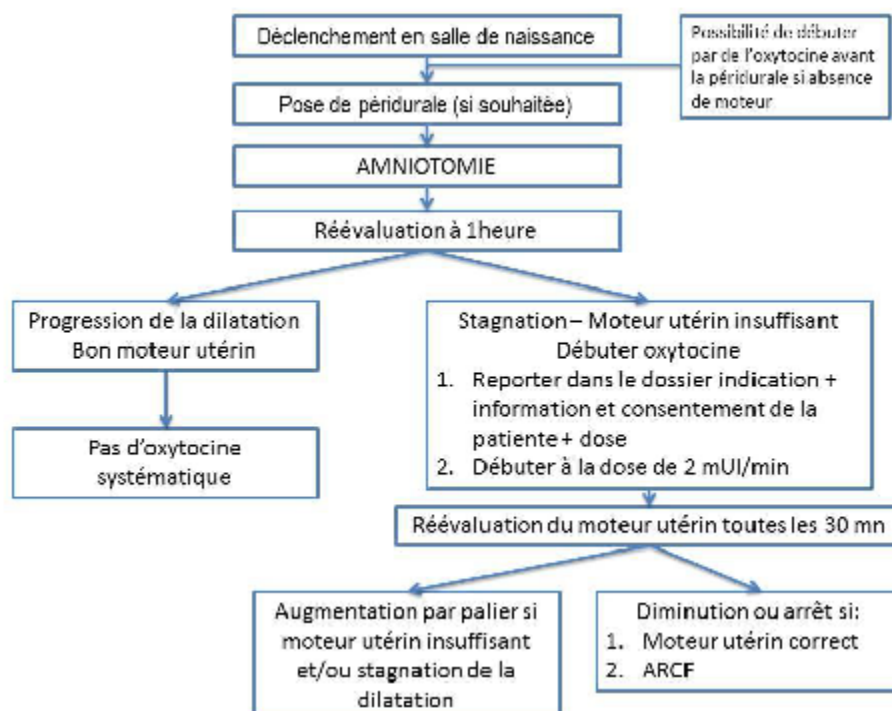 Déclenchement en salle de naissance
Possibilité de débuter
par de l'oxytocine avant
la péridurale si absence
de moteur
Pose de péridurale (si souhaitée)
AMNIOTOMIE
Réévaluation à 1heure
Progression de la dilatation
Bon moteur utérin
Pas d'oxytocine
systématique
Stagnation – Moteur utérin insuffisant
Débuter oxytocine
1. Reporter dans le dossier indication +
information et consentement de la
patiente + dose
2. Débuter à la dose de 2 mUI/min
Réévaluation du moteur utérin toutes les 30 mn
Augmentation par palier si
moteur utérin insuffisant
et/ou stagnation de la
dilatation
Diminution ou arrêt si:
1. Moteur utérin correct
2. ARCF